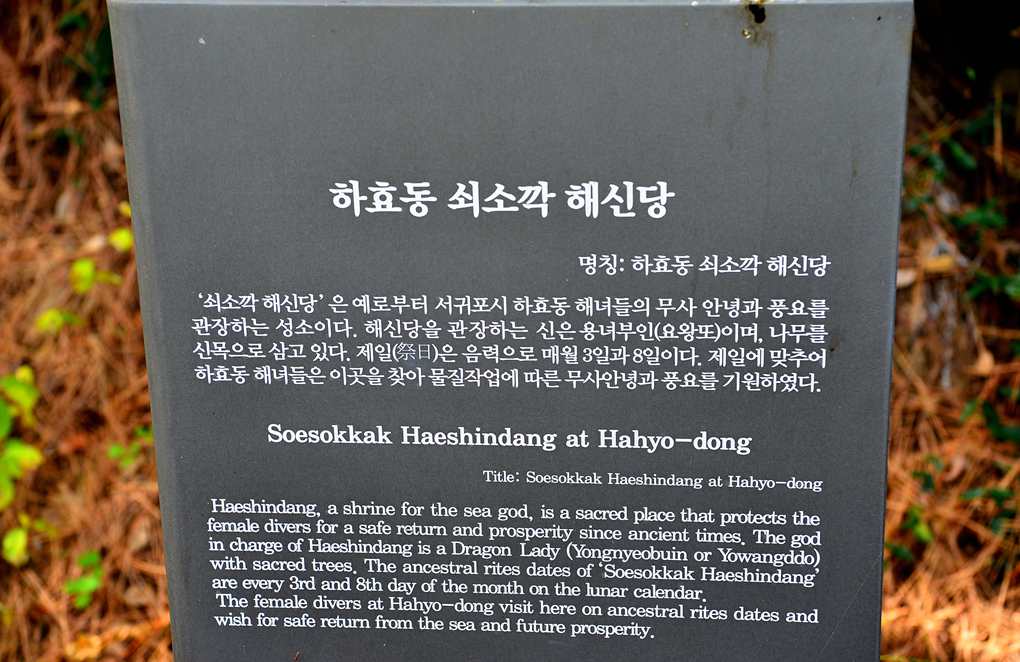 하효동 쇠소깍 해신당
명칭: 하효동 쇠소깍 해신당
‘쇠소깍 해신당’ 은 예로부터 서귀포시 하효동 해녀들의 무사 안녕과 풍요를
관장하는 성소이다. 해신당을 관장하는 신은 용녀부인(요왕또)이며, 나무를
신목으로 삼고 있다. 제일(祭日)은 음력으로 매월 3일과 8일이다. 제일에 맞추어
하효동 해녀들은 이곳을 찾아 물질작업에 따른 무사안녕과 풍요를 기원하였다.
Soesokkak Haeshindang at Hahyo-dong
Title: Soesokkak Haeshindang at Hahyo-dong
Haeshindang, a shrine for the sea god, is a sacred place that protects the
female divers for a safe return and prosperity since ancient times. The god
in charge of Haeshindang is a Dragon Lady (Yongnyeobuin or Yowangddo)
with sacred trees. The ancestral rites dates of ‘Soesokkak Haeshindang’
are every 3rd and 8th day of the month on the lunar calendar.
The female divers at Hahyo-dong visit here on ancestral rites dates and
wish for safe return from the sea and future prosperity.